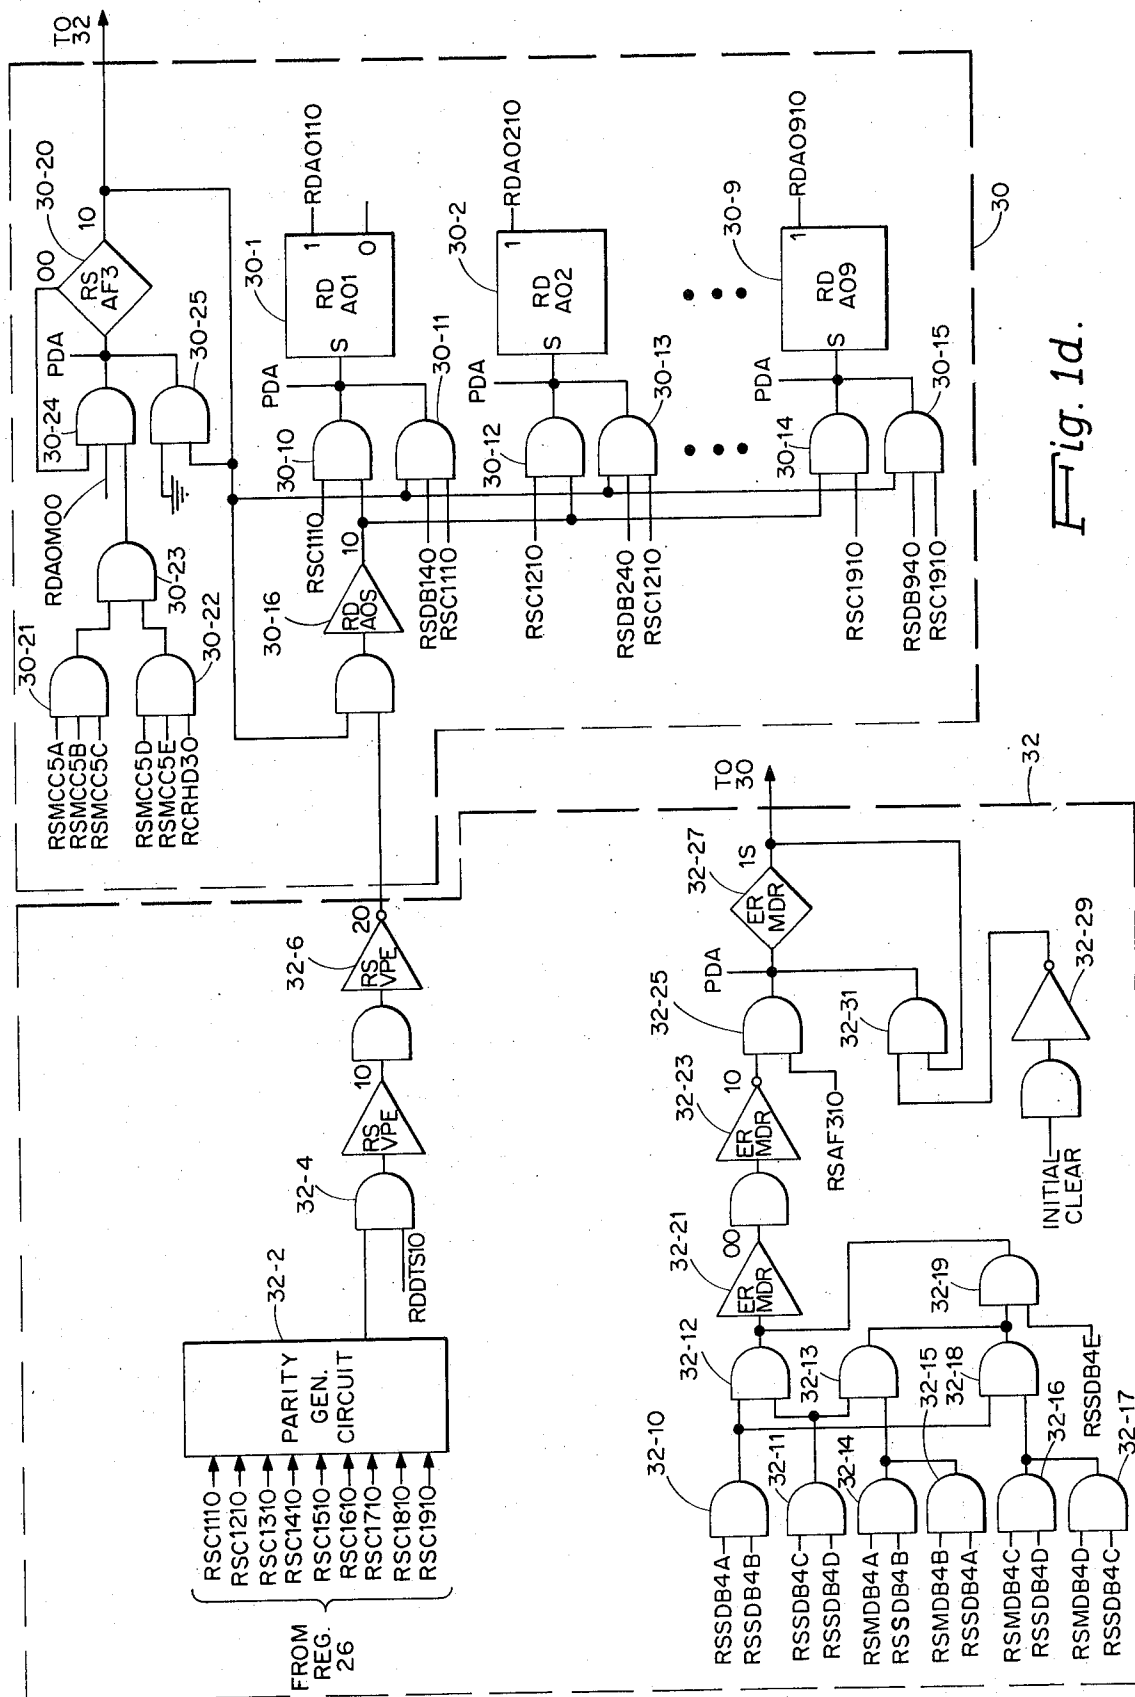 FROM
REG.
26
RSC1110
RSC1210
RSC1310
RSC1410
RSC1510
RSC1610
RSC1710
RSC1810
RSC1910
PARITY
GEN.
CIRCUIT
32-2
RDDTS10
32-4
RS
VPE
10
32-6
RS
VPE
20
RSSDB4A
RSSDB4B
RSSDB4C
RSSDB4D
RSMDB4A
RSSDB4B
RSMDB4B
RSSDB4A
RSMDB4C
RSSDB4D
RSMDB4D
RSSDB4C
32-10
32-11
32-14
32-15
32-16
32-17
32-12
32-13
32-18
RSSDB4E
32-19
32-21
ER
MDR
00
32-23
ER
MDR
10
RSAF310
32-25
PDA
32-27
ER
MDR
1S
TO
30
32-31
32-29
INITIAL
CLEAR
32
RSMCC5A
RSMCC5B
RSMCC5C
RSMCC5D
RSMCC5E
RCRHD30
30-21
30-22
30-23
RDA0M00
30-24
PDA
30-25
RS
AF3
00
10
30-20
TO
32
30-16
RD
AOS
10
RSC1110
RSDB140
RSC1110
30-10
30-11
PDA
S
RD
A01
1
0
30-1
RDA0110
RSC1210
RSDB240
RSC1210
30-12
30-13
PDA
S
RD
A02
1
30-2
RDA0210
RSC1910
RSDB940
RSC1910
30-14
30-15
PDA
S
RD
A09
1
30-9
RDA0910
30
Fig. 1d.